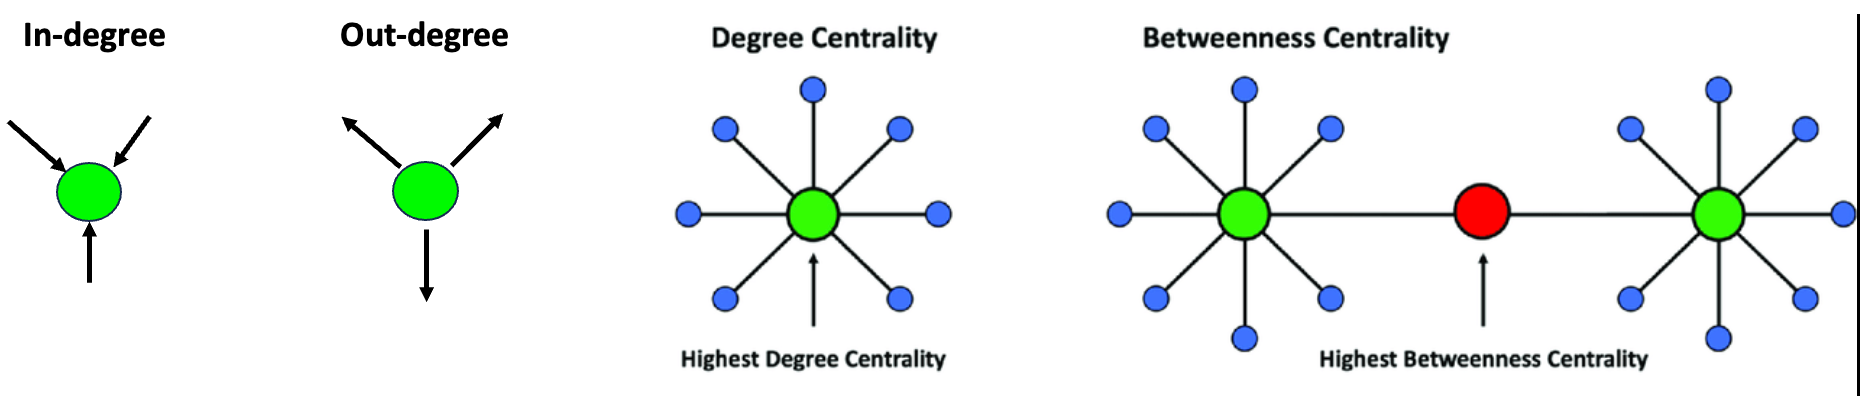 In-degree
Out-degree
Degree Centrality
Betweenness Centrality
Highest Degree Centrality
Highest Betweenness Centrality